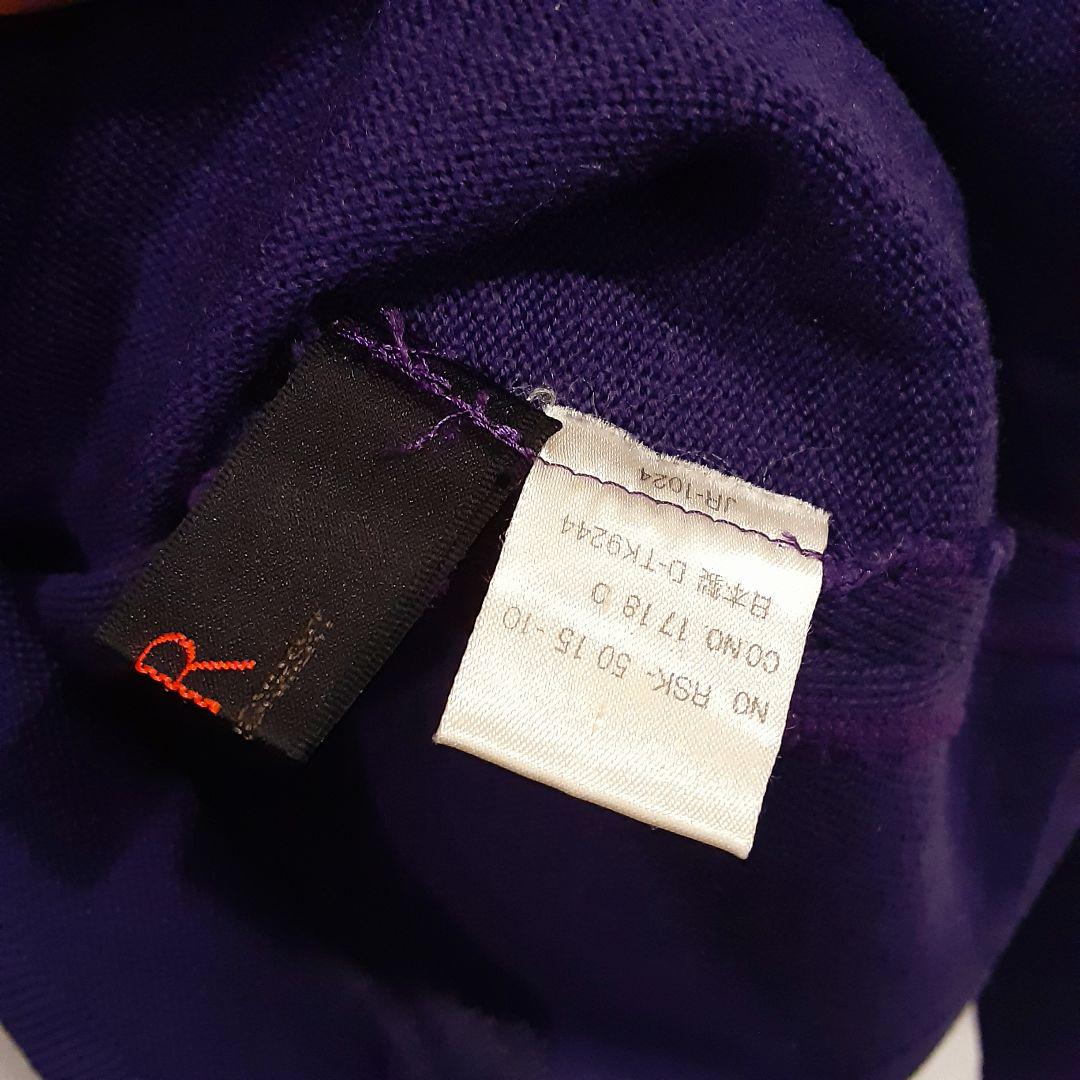 R
NO. RSK- 50 15 -10
CO.NO. 17 18 0
日本製 D-TK9244
JR-1024